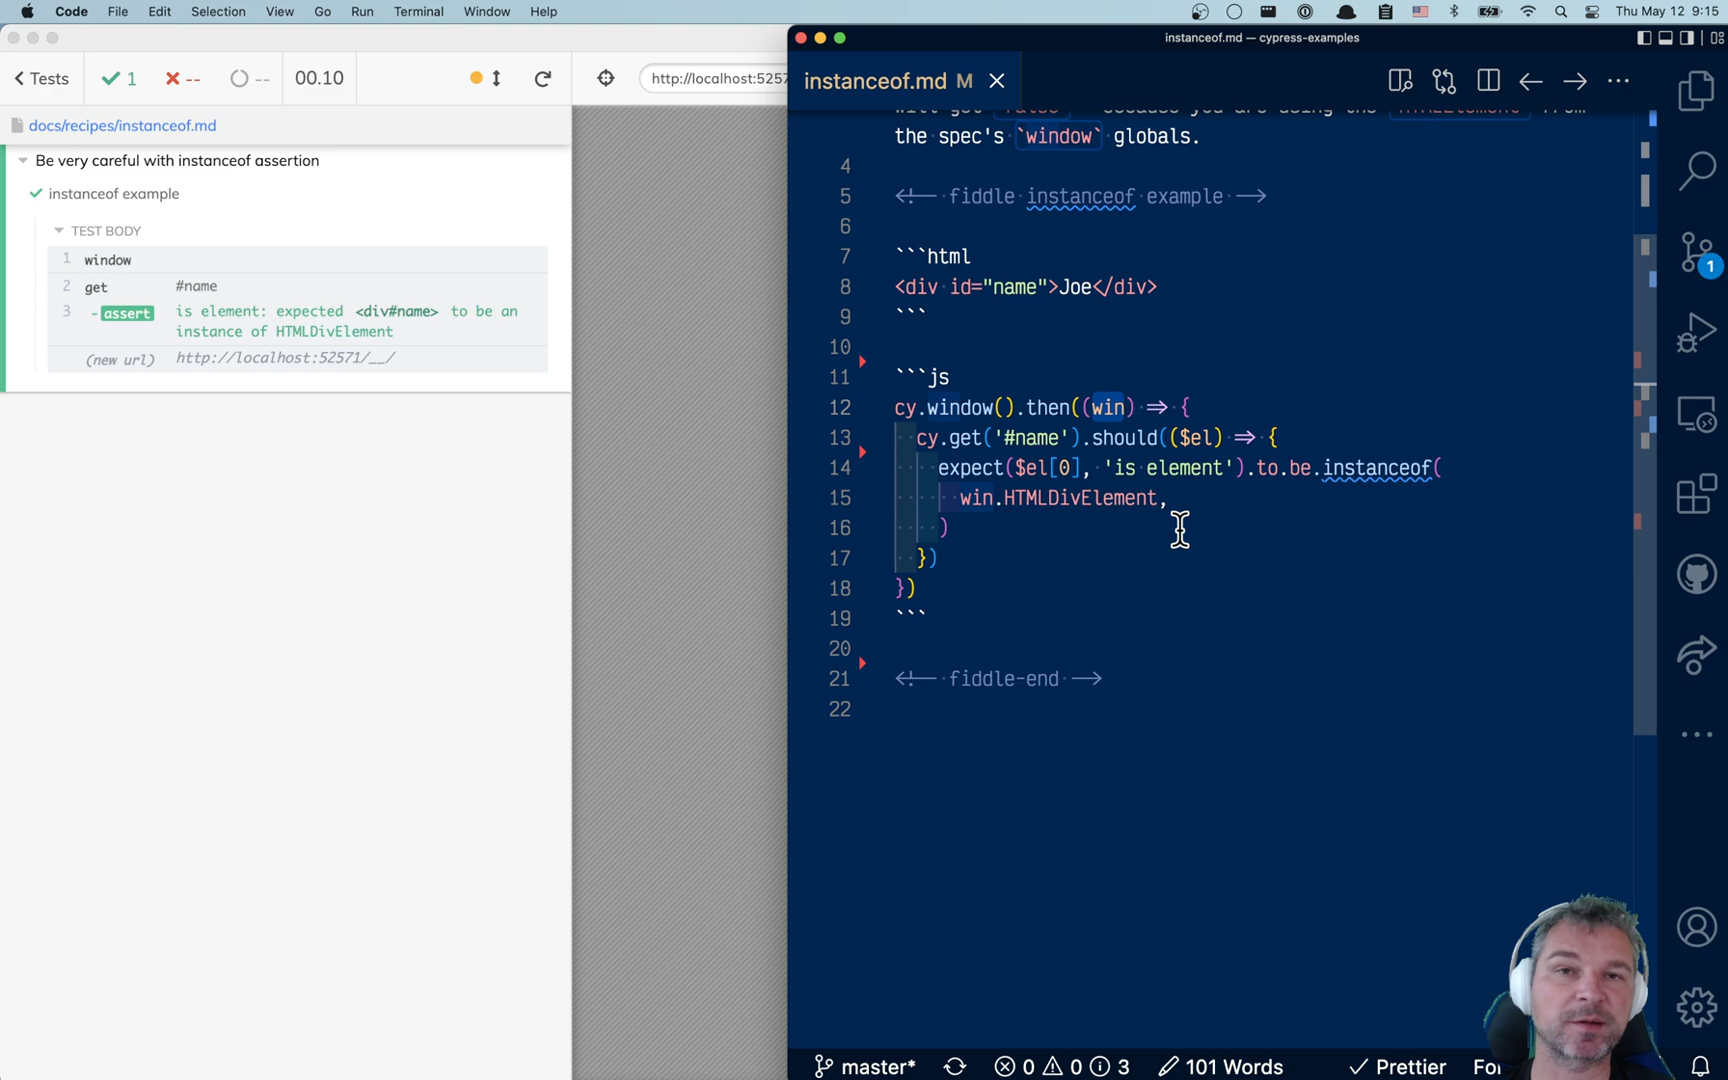 Code File Edit Selection View Go Run Terminal Window Help Thu May 12 9:15
instanceof.md — cypress-examples
Tests 1 -- -- 00.10 http://localhost:5257
instanceof.md M
docs/recipes/instanceof.md
Be very careful with instanceof assertion
instanceof example
TEST BODY
1 window
2 get #name
3 -assert is element: expected <div#name> to be an
instance of HTMLDivElement
(new url) http://localhost:52571/__/
the spec's `window` globals.
4
5 <!-- fiddle instanceof example -->
6
7 ```html
8 <div id="name">Joe</div>
9 ```
10
11 ```js
12 cy.window().then((win) => {
13 cy.get('#name').should(($el) => {
14 expect($el[0], 'is element').to.be.instanceof(
15 win.HTMLDivElement,
16 )
17 })
18 })
19 ```
20
21 <!-- fiddle-end -->
22
1
master* 0 0 3 101 Words Prettier For